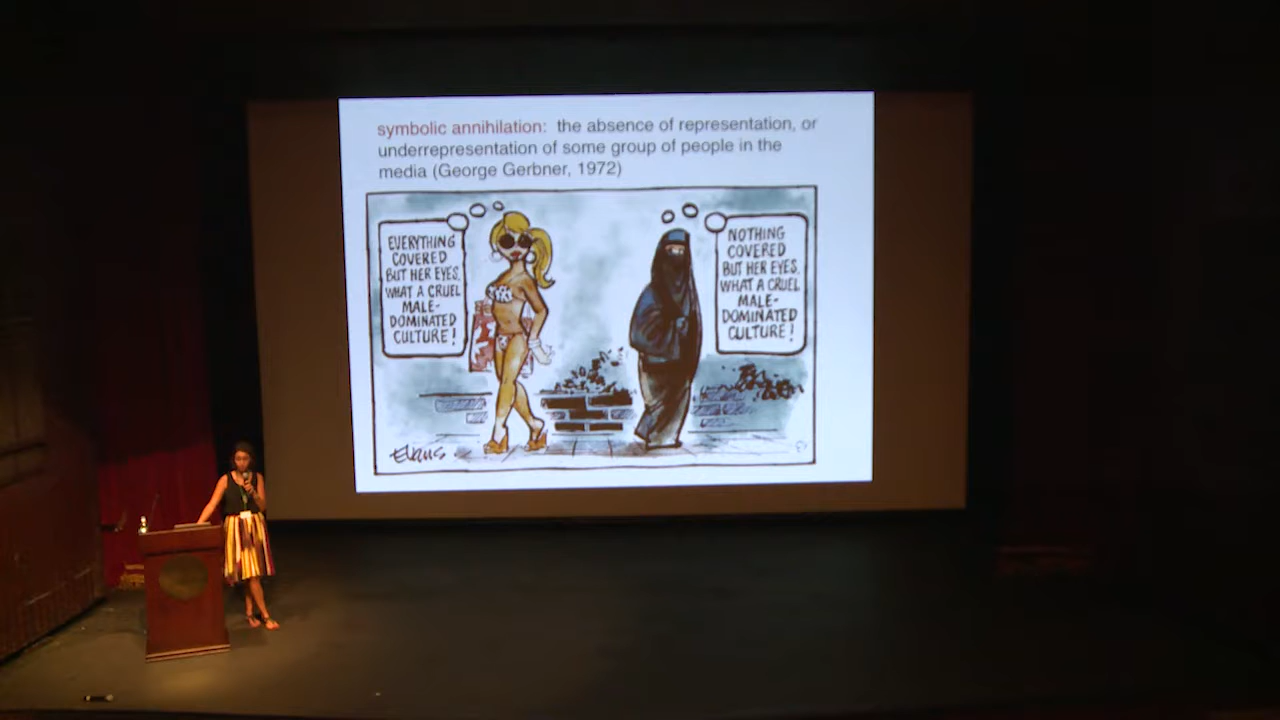 symbolic annihilation: the absence of representation, or
underrepresentation of some group of people in the
media (George Gerbner, 1972)
EVERYTHING
COVERED
BUT HER EYES,
WHAT A CRUEL
MALE-
DOMINATED
CULTURE!
NOTHING
COVERED
BUT HER EYES,
WHAT A CRUEL
MALE-
DOMINATED
CULTURE!
Evans